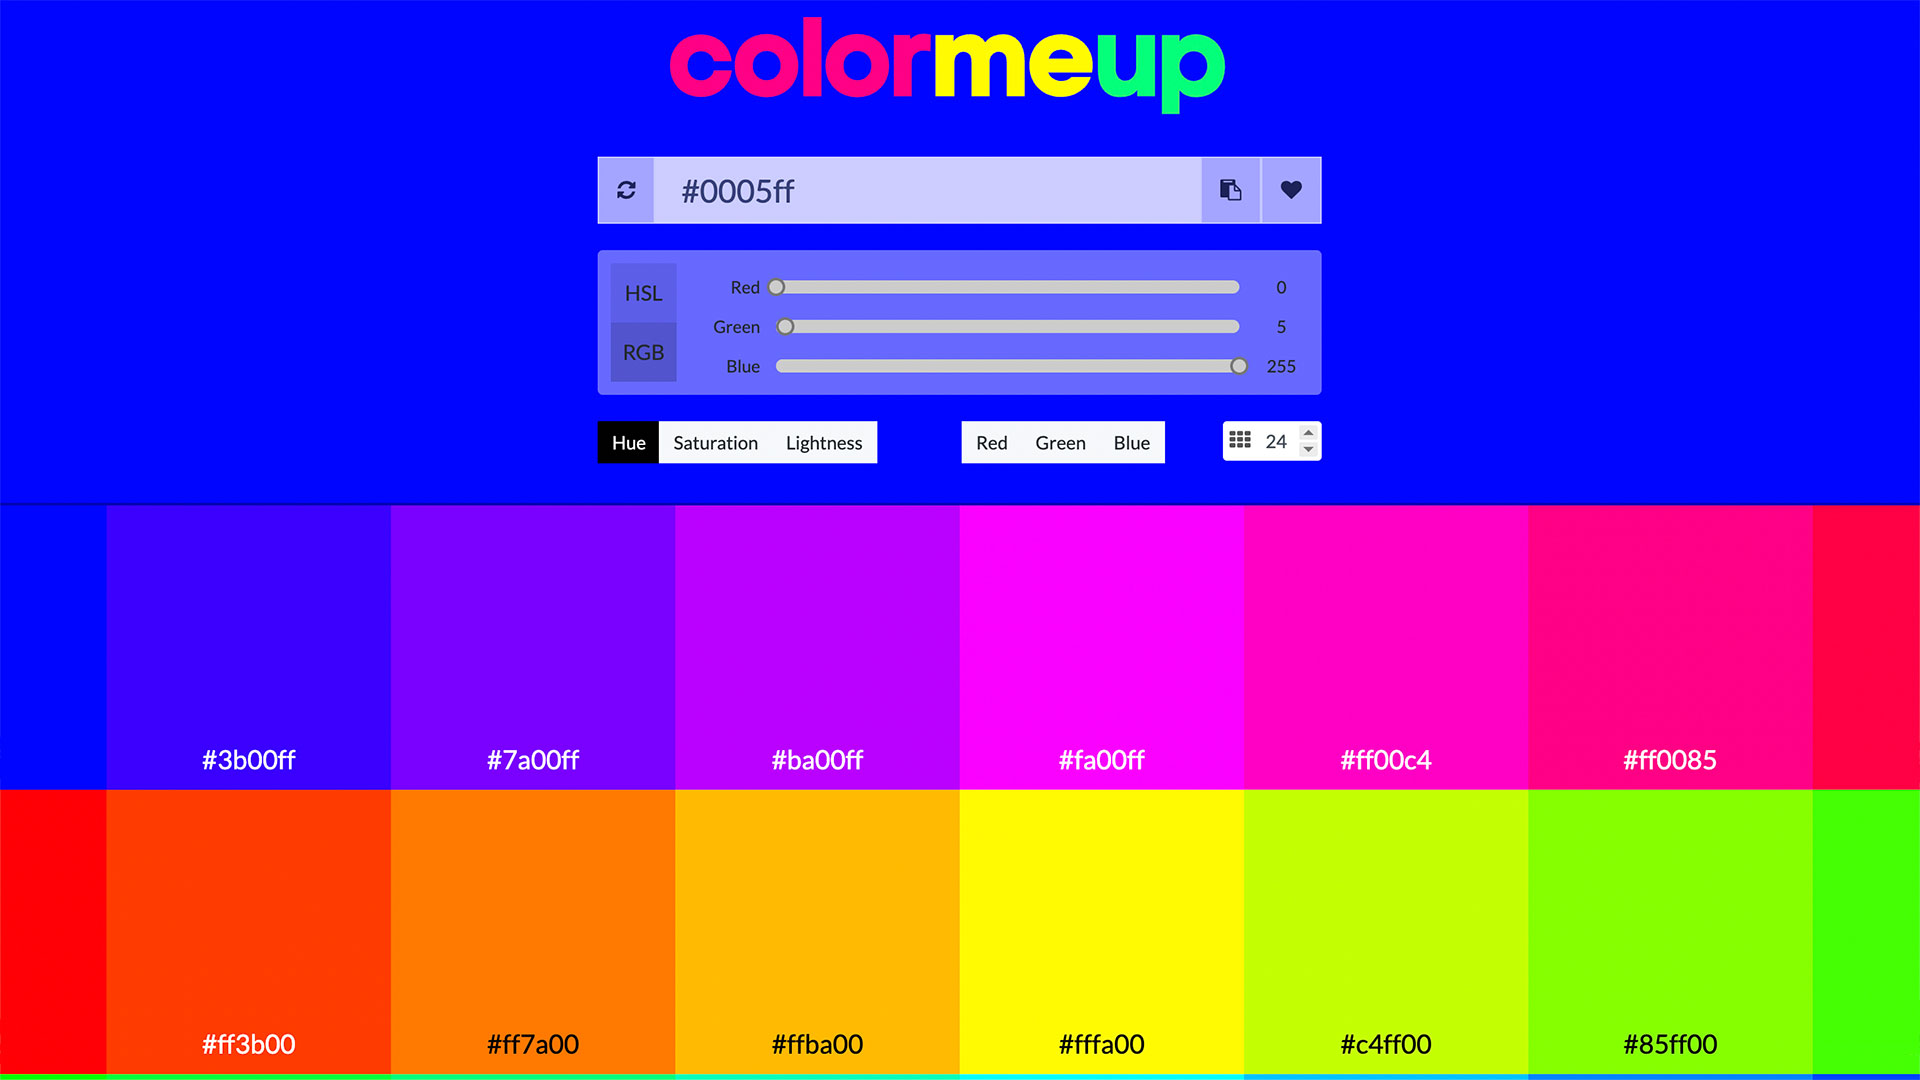 colormeup
#0005ff
HSL
RGB
Red 0
Green 5
Blue 255
Hue Saturation Lightness Red Green Blue 24
#3b00ff #7a00ff #ba00ff #fa00ff #ff00c4 #ff0085
#ff3b00 #ff7a00 #ffba00 #fffa00 #c4ff00 #85ff00